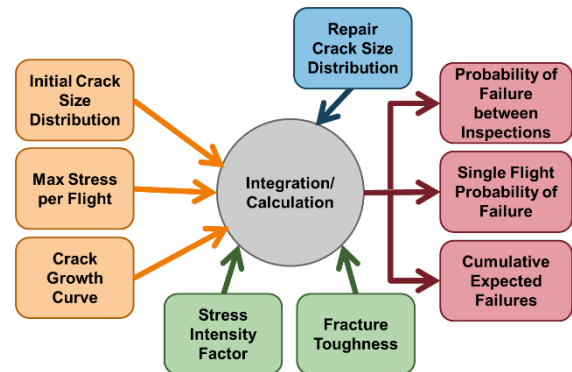 Repair
Crack Size
Distribution
Initial Crack
Size
Distribution
Max Stress
per Flight
Crack
Growth
Curve
Integration/
Calculation
Stress
Intensity
Factor
Fracture
Toughness
Probability of
Failure
between
Inspections
Single Flight
Probability of
Failure
Cumulative
Expected
Failures